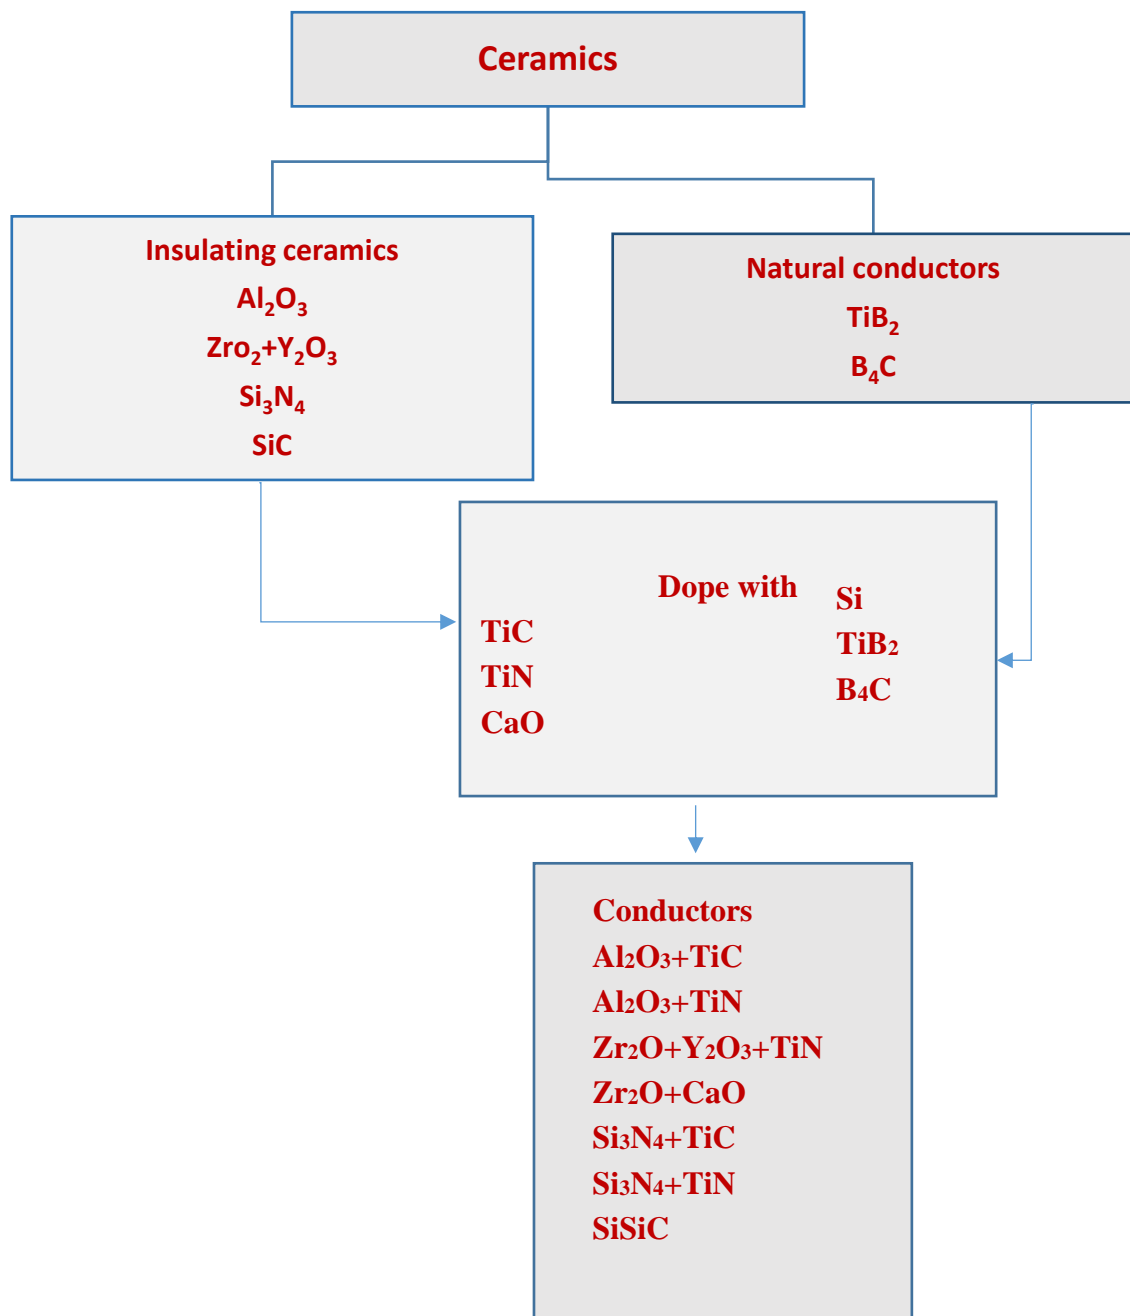 Ceramics
Insulating ceramics
Al₂O₃
Zro₂+Y₂O₃
Si₃N₄
SiC
Natural conductors
TiB₂
B₄C
Dope with
TiC
TiN
CaO
Si
TiB₂
B₄C
Conductors
Al₂O₃+TiC
Al₂O₃+TiN
Zr₂O+Y₂O₃+TiN
Zr₂O+CaO
Si₃N₄+TiC
Si₃N₄+TiN
SiSiC